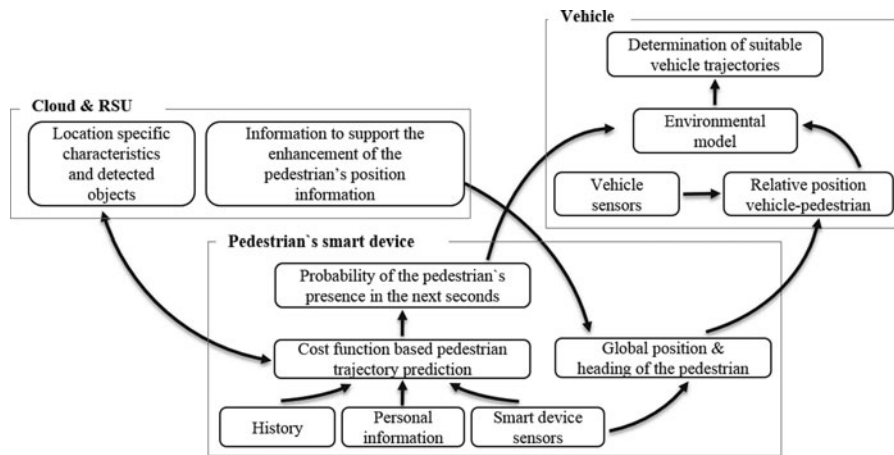 Vehicle
Determination of suitable
vehicle trajectories
Environmental
model
Vehicle
sensors
Relative position
vehicle-pedestrian
Cloud & RSU
Location specific
characteristics
and detected
objects
Information to support the
enhancement of the
pedestrian's position
information
Pedestrian`s smart device
Probability of the pedestrian`s
presence in the next seconds
Cost function based pedestrian
trajectory prediction
Global position &
heading of the pedestrian
History
Personal
information
Smart device
sensors